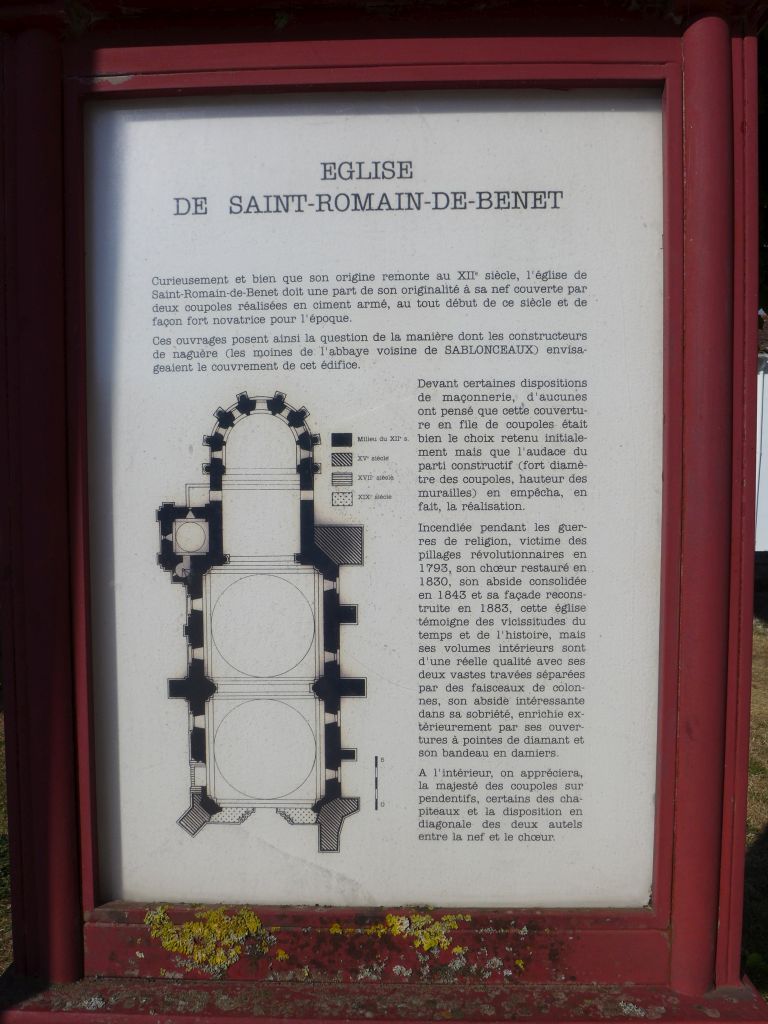 EGLISE
DE SAINT-ROMAIN-DE-BENET
Curieusement et bien que son origine remonte au XIIe siècle, l'église de
Saint-Romain-de-Benet doit une part de son originalité à sa nef couverte par
deux coupoles réalisées en ciment armé, au tout début de ce siècle et de
façon fort novatrice pour l'époque.
Ces ouvrages posent ainsi la question de la manière dont les constructeurs
de naguère (les moines de l'abbaye voisine de SABLONCEAUX) envisa-
geaient le couvrement de cet édifice.
Milieu du XIIe s.
XVe siècle
XVIIe siècle
XIXe siècle
5
0
Devant certaines dispositions
de maçonnerie, d'aucunes
ont pensé que cette couvertu-
re en file de coupoles était
bien le choix retenu initiale-
ment mais que l'audace du
parti constructif (fort diamè-
tre des coupoles, hauteur des
murailles) en empêcha, en
fait, la réalisation.
Incendiée pendant les guer-
res de religion, victime des
pillages révolutionnaires en
1793, son chœur restauré en
1830, son abside consolidée
en 1843 et sa façade recons-
truite en 1883, cette église
témoigne des vicissitudes du
temps et de l'histoire, mais
ses volumes intérieurs sont
d'une réelle qualité avec ses
deux vastes travées séparées
par des faisceaux de colon-
nes, son abside intéressante
dans sa sobriété, enrichie ex-
térieurement par ses ouver-
tures à pointes de diamant et
son bandeau en damiers.
A l'intérieur, on appréciera,
la majesté des coupoles sur
pendentifs, certains des cha-
piteaux et la disposition en
diagonale des deux autels
entre la nef et le chœur.